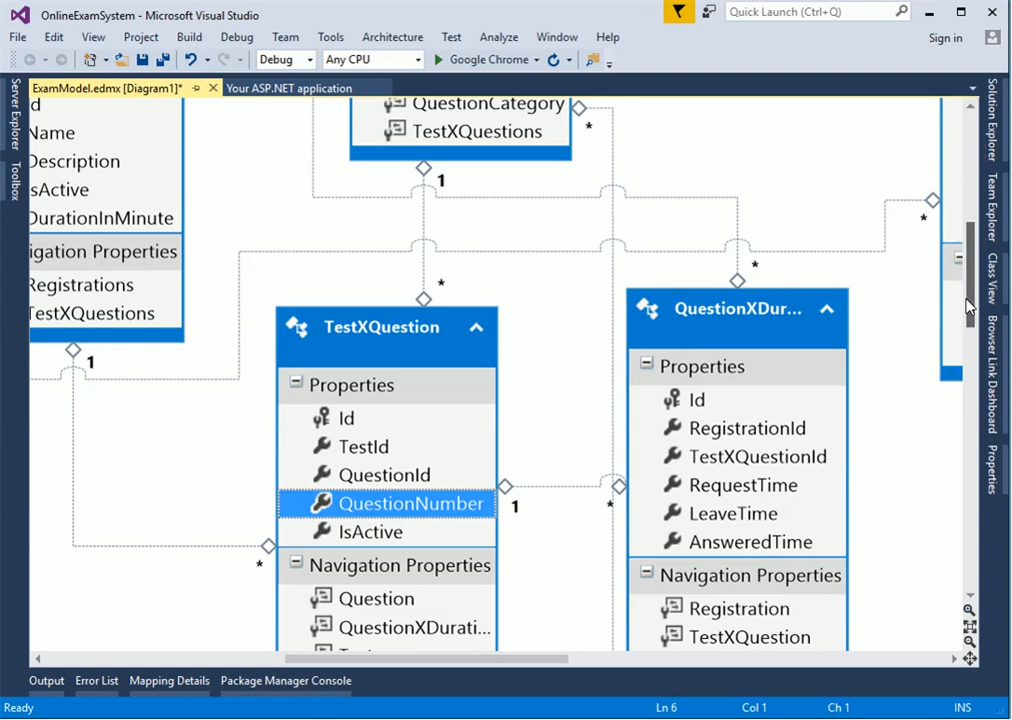 OnlineExamSystem - Microsoft Visual Studio
Quick Launch (Ctrl+Q)
File Edit View Project Build Debug Team Tools Architecture Test Analyze Window Help
Sign in
Debug Any CPU Google Chrome
ExamModel.edmx [Diagram1]*
Your ASP.NET application
Server Explorer
Toolbox
Name
Description
IsActive
DurationInMinute
Navigation Properties
Registrations
TestXQuestions
1
*
QuestionCategory
TestXQuestions
*
1
*
TestXQuestion
Properties
Id
TestId
QuestionId
QuestionNumber
IsActive
Navigation Properties
Question
QuestionXDurati...
1
*
*
QuestionXDur...
Properties
Id
RegistrationId
TestXQuestionId
RequestTime
LeaveTime
AnsweredTime
Navigation Properties
Registration
TestXQuestion
*
Solution Explorer
Team Explorer
Class View
Browser Link Dashboard
Properties
Output Error List Mapping Details Package Manager Console
Ready Ln 6 Col 1 Ch 1 INS